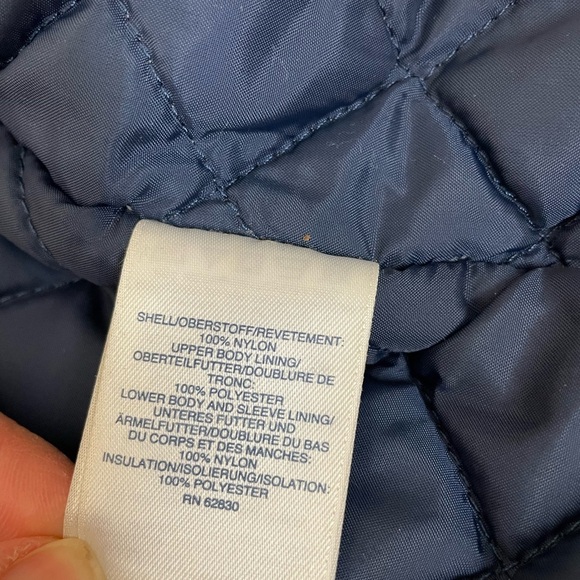 SHELL/OBERSTOFF/REVETEMENT:
100% NYLON
UPPER BODY LINING/
OBERTEILFUTTER/DOUBLURE DE
TRONC:
100% POLYESTER
LOWER BODY AND SLEEVE LINING/
UNTERES FUTTER UND
ÄRMELFUTTER/DOUBLURE DU BAS
DU CORPS ET DES MANCHES:
100% NYLON
INSULATION/ISOLIERUNG/ISOLATION:
100% POLYESTER
RN 62830